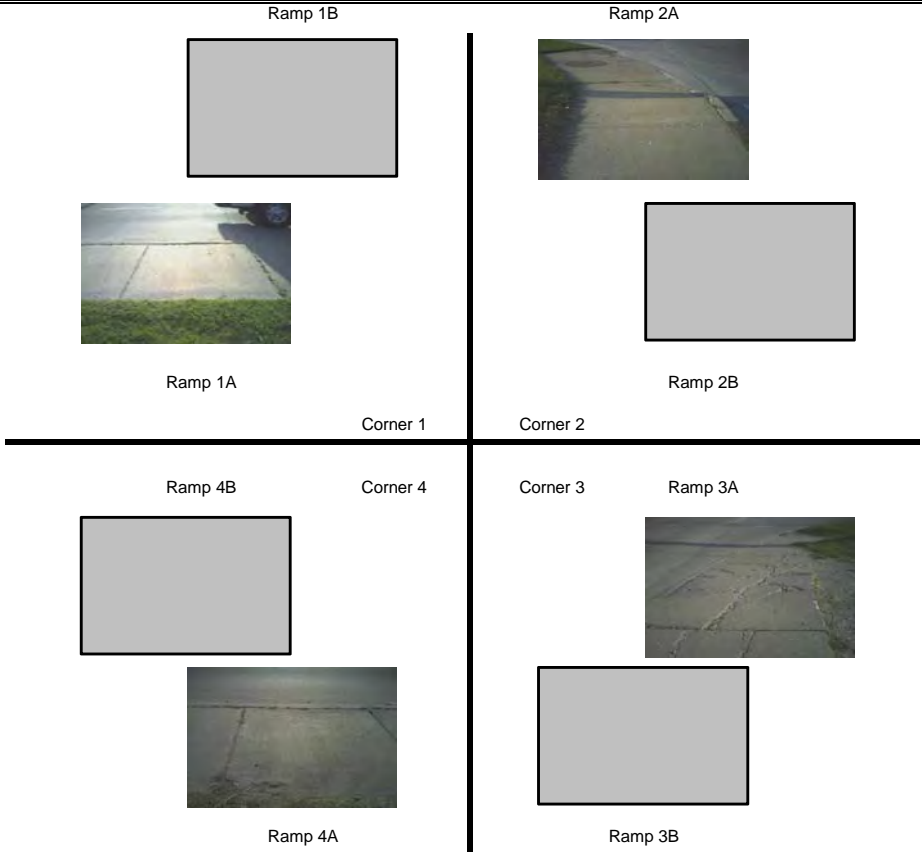 Ramp 1B
Ramp 2A
Ramp 1A
Ramp 2B
Corner 1
Corner 2
Ramp 4B
Corner 4
Corner 3
Ramp 3A
Ramp 4A
Ramp 3B